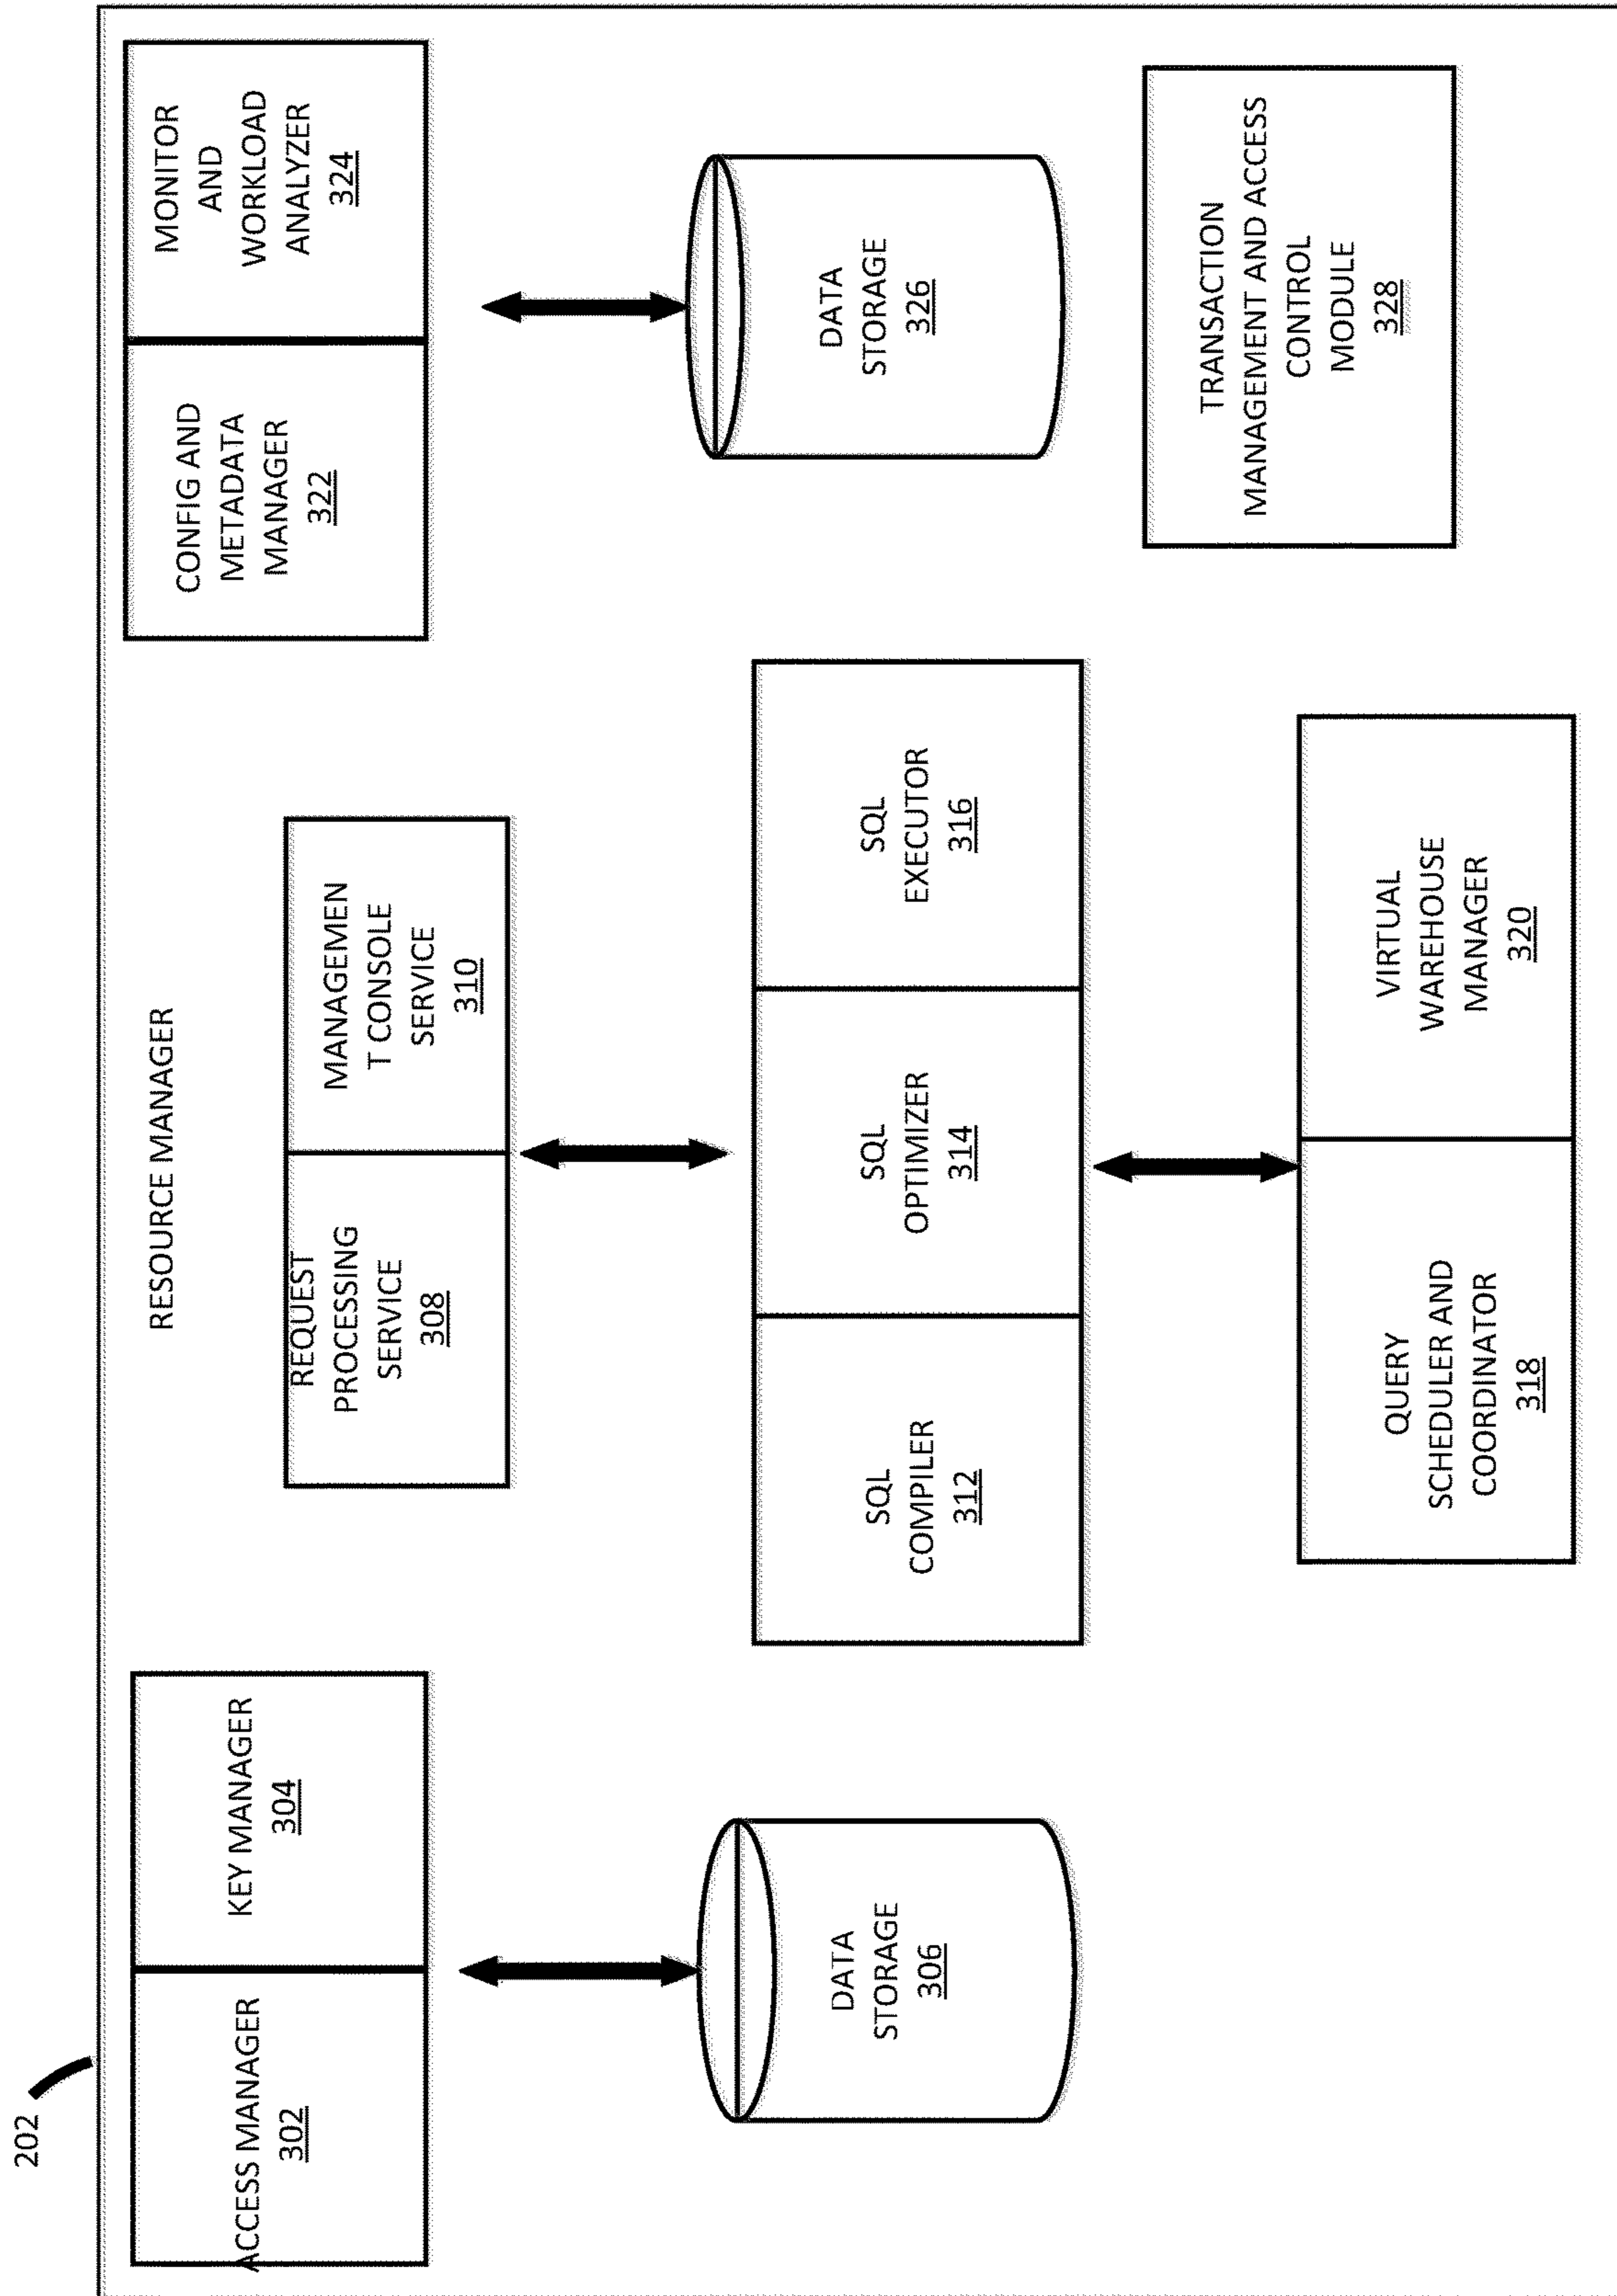 202
RESOURCE MANAGER
ACCESS MANAGER
302
KEY MANAGER
304
DATA
STORAGE
306
REQUEST
PROCESSING
SERVICE
308
MANAGEMEN
T CONSOLE
SERVICE
310
SQL
COMPILER
312
SQL
OPTIMIZER
314
SQL
EXECUTOR
316
QUERY
SCHEDULER AND
COORDINATOR
318
VIRTUAL
WAREHOUSE
MANAGER
320
CONFIG AND
METADATA
MANAGER
322
MONITOR
AND
WORKLOAD
ANALYZER
324
DATA
STORAGE
326
TRANSACTION
MANAGEMENT AND ACCESS
CONTROL
MODULE
328